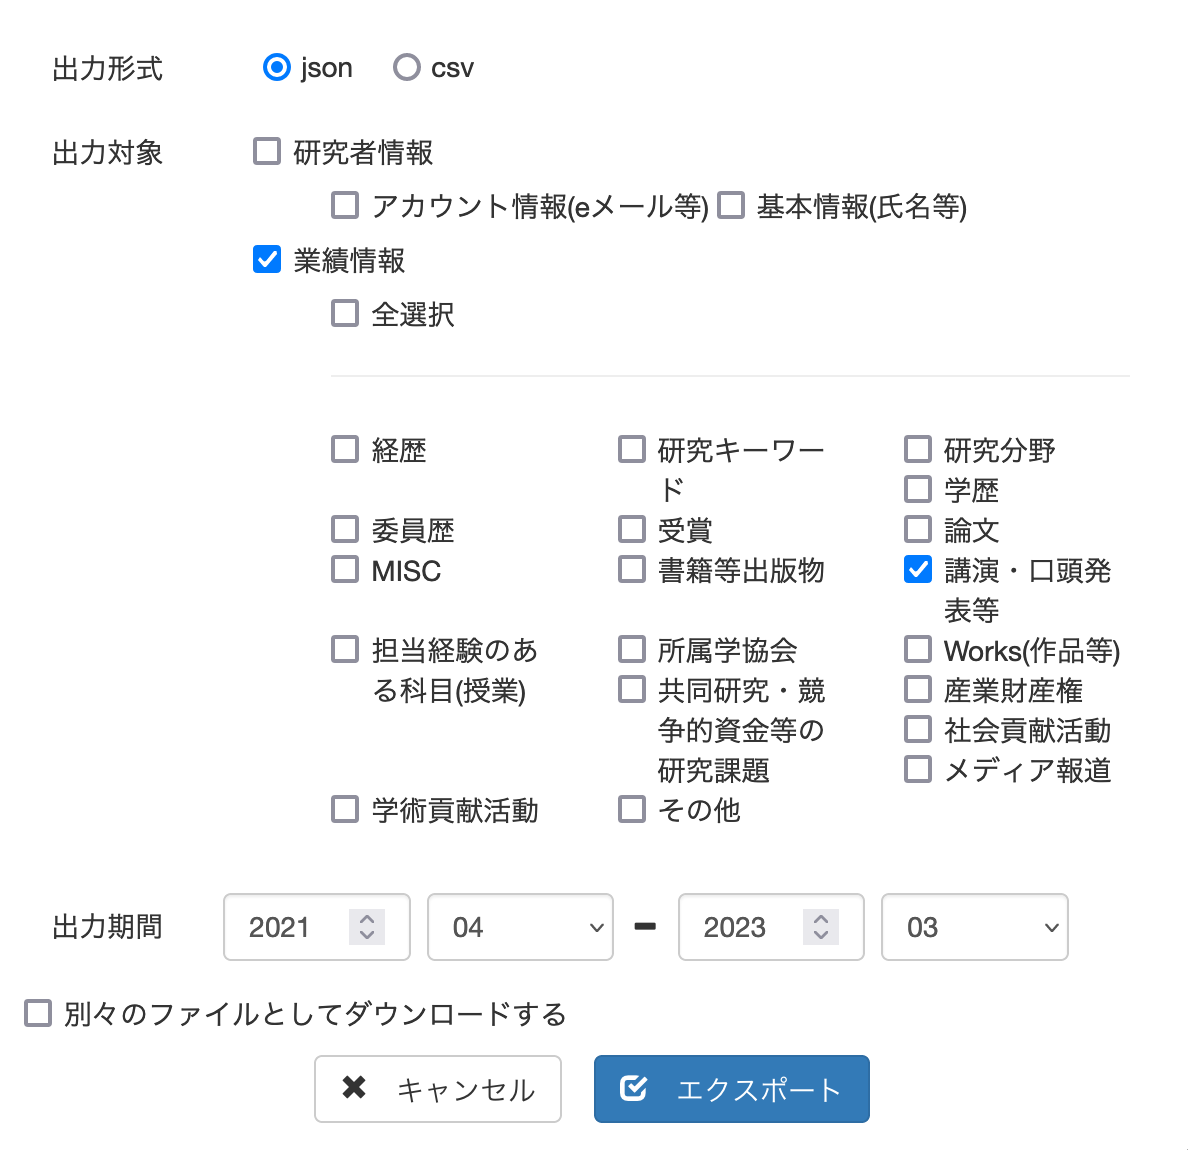 出力形式 json csv
出力対象 研究者情報
アカウント情報(eメール等) 基本情報(氏名等)
業績情報
全選択
経歴 研究キーワー 研究分野
ド 学歴
委員歴 受賞 論文
MISC 書籍等出版物 講演・口頭発
表等
担当経験のあ 所属学協会 Works(作品等)
る科目(授業) 共同研究・競 産業財産権
争的資金等の 社会貢献活動
研究課題 メディア報道
学術貢献活動 その他
出力期間 2021 04 - 2023 03
別々のファイルとしてダウンロードする
キャンセル エクスポート